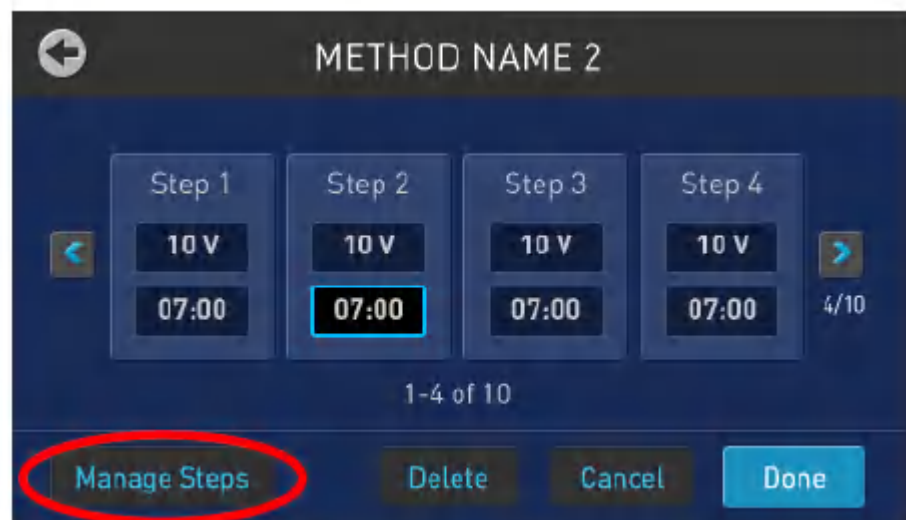 METHOD NAME 2
Step 1 Step 2 Step 3 Step 4
10 V 10 V 10 V 10 V
07:00 07:00 07:00 07:00 4/10
1-4 of 10
Manage Steps Delete Cancel Done